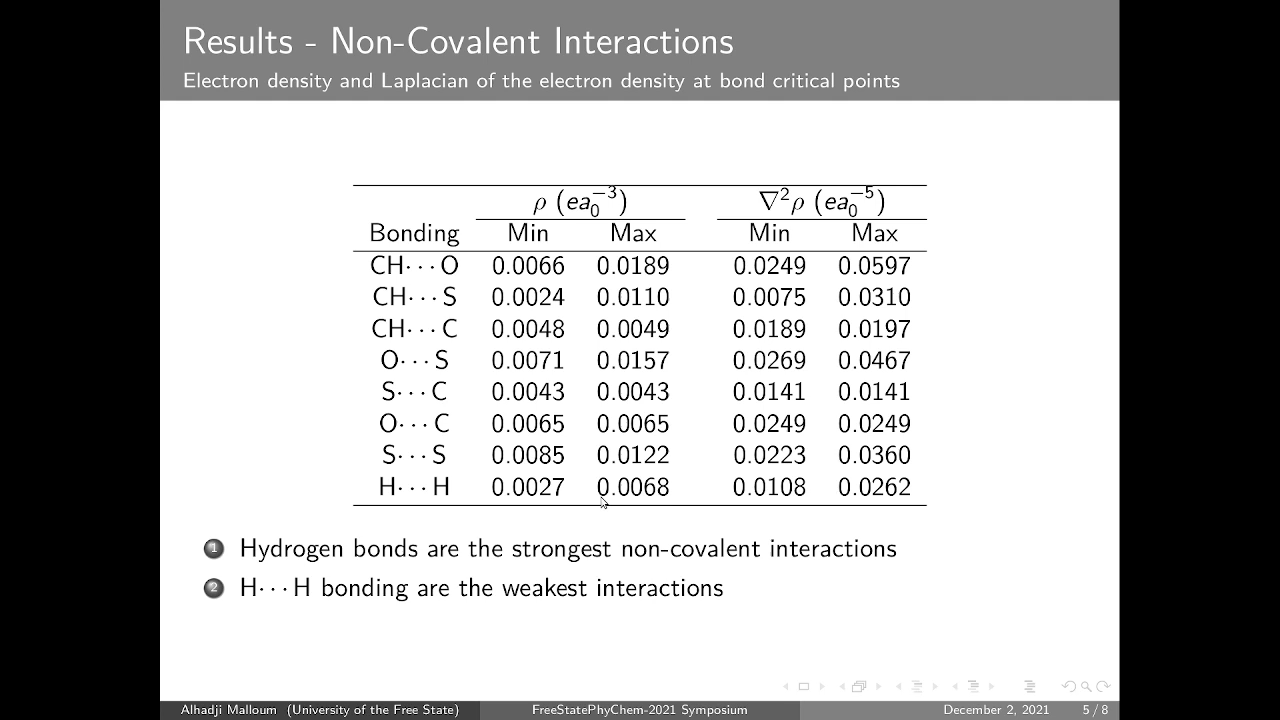 Results - Non-Covalent Interactions
Electron density and Laplacian of the electron density at bond critical points
ρ (ea₀⁻³) ∇²ρ (ea₀⁻⁵)
Bonding Min Max Min Max
CH···O 0.0066 0.0189 0.0249 0.0597
CH···S 0.0024 0.0110 0.0075 0.0310
CH···C 0.0048 0.0049 0.0189 0.0197
O···S 0.0071 0.0157 0.0269 0.0467
S···C 0.0043 0.0043 0.0141 0.0141
O···C 0.0065 0.0065 0.0249 0.0249
S···S 0.0085 0.0122 0.0223 0.0360
H···H 0.0027 0.0068 0.0108 0.0262
1 Hydrogen bonds are the strongest non-covalent interactions
2 H···H bonding are the weakest interactions
Alhadji Malloum (University of the Free State) FreeStatePhyChem-2021 Symposium December 2, 2021 5 / 8